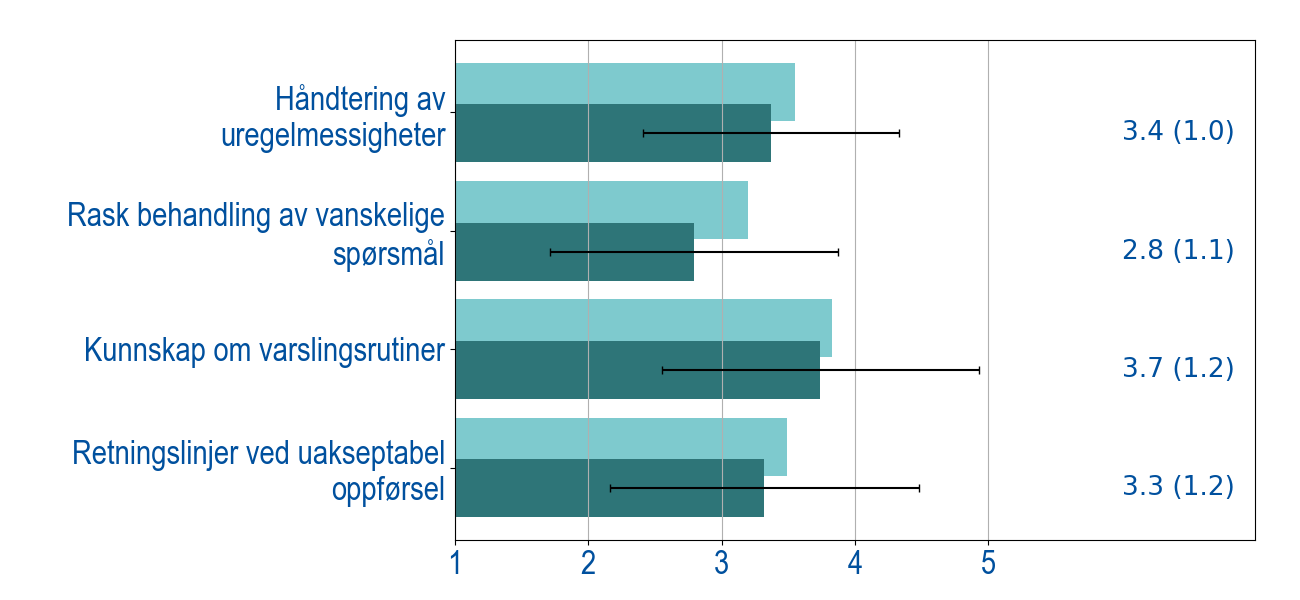 Håndtering av
uregelmessigheter
3.4 (1.0)
Rask behandling av vanskelige
spørsmål
2.8 (1.1)
Kunnskap om varslingsrutiner
3.7 (1.2)
Retningslinjer ved uakseptabel
oppførsel
3.3 (1.2)
1 2 3 4 5